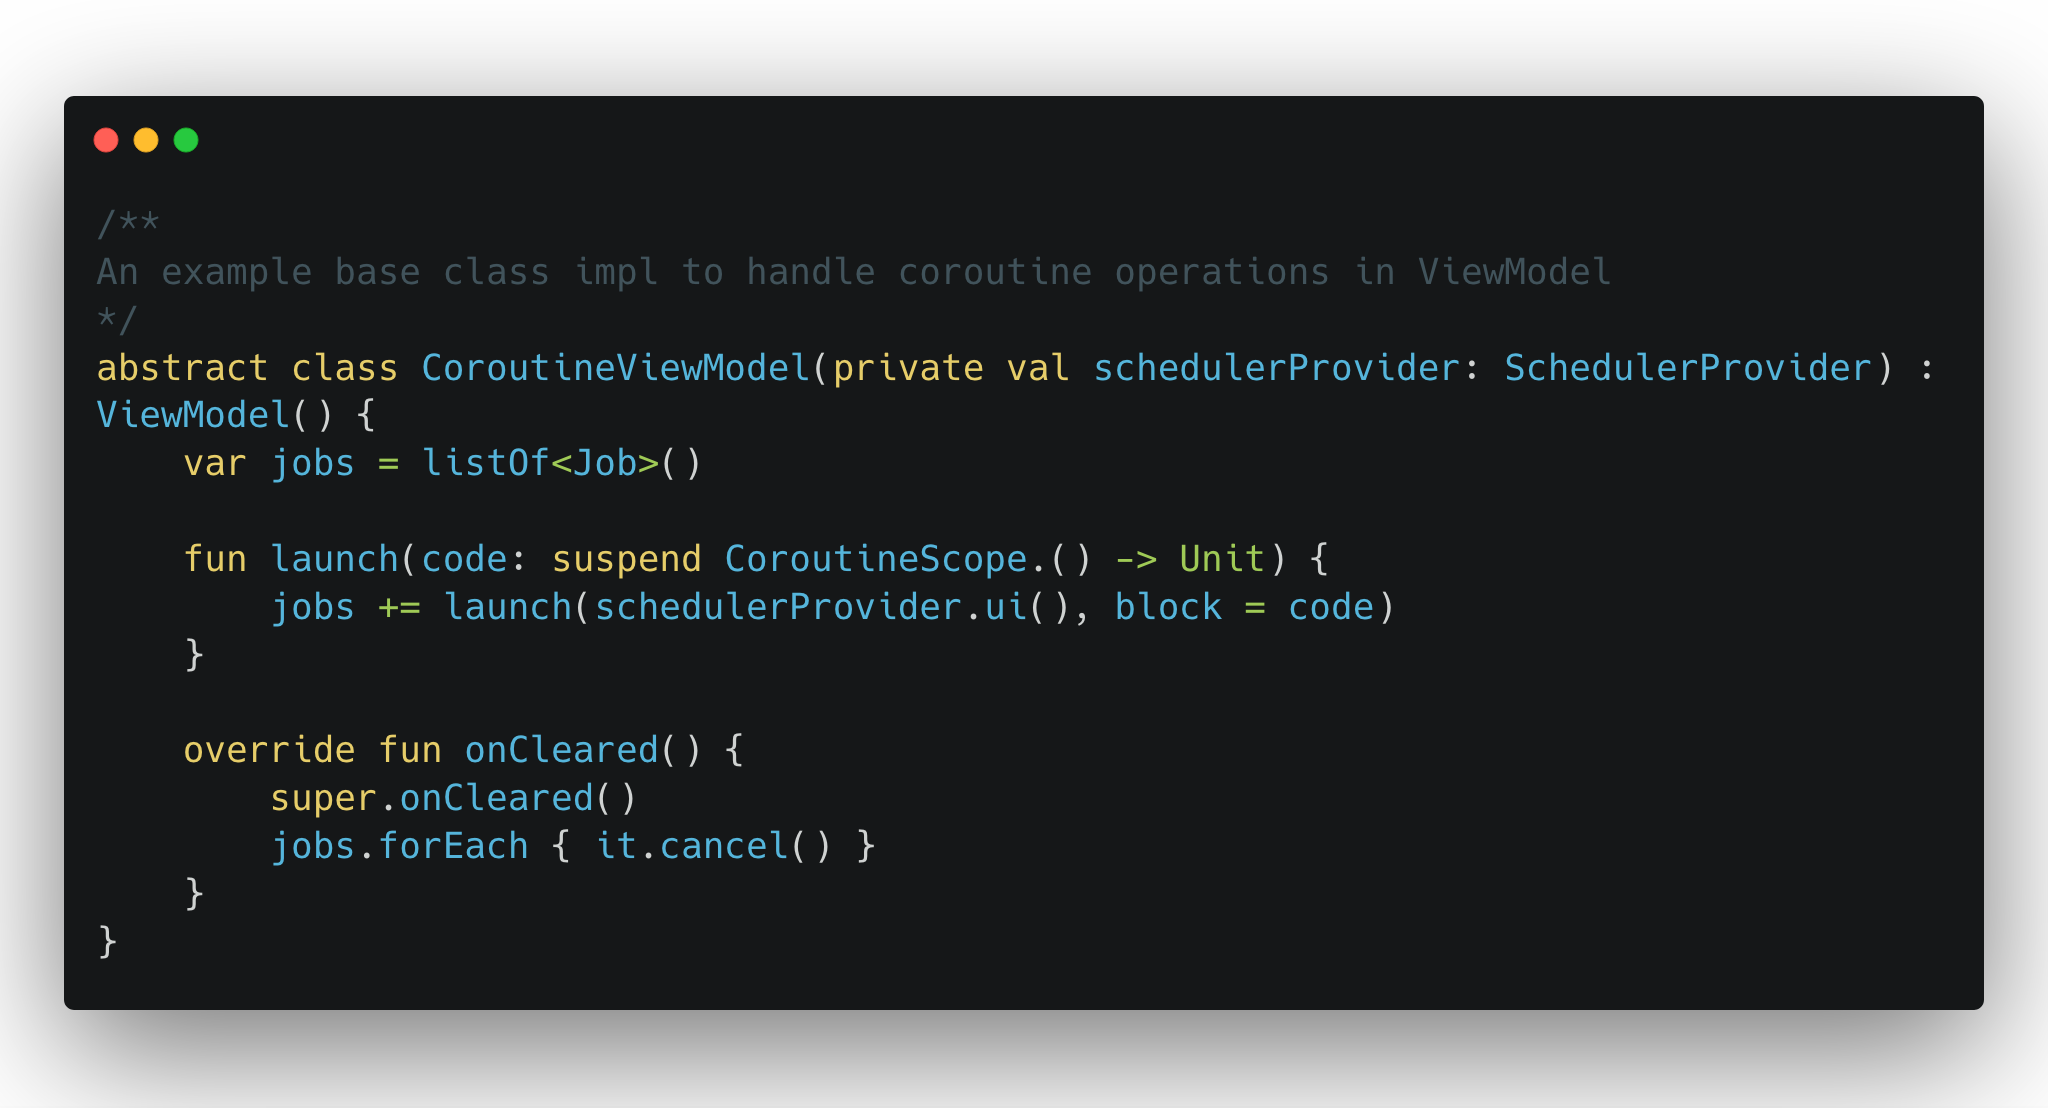 /**
An example base class impl to handle coroutine operations in ViewModel
*/
abstract class CoroutineViewModel(private val schedulerProvider: SchedulerProvider) :
ViewModel() {
    var jobs = listOf<Job>()

    fun launch(code: suspend CoroutineScope.() -> Unit) {
        jobs += launch(schedulerProvider.ui(), block = code)
    }

    override fun onCleared() {
        super.onCleared()
        jobs.forEach { it.cancel() }
    }
}